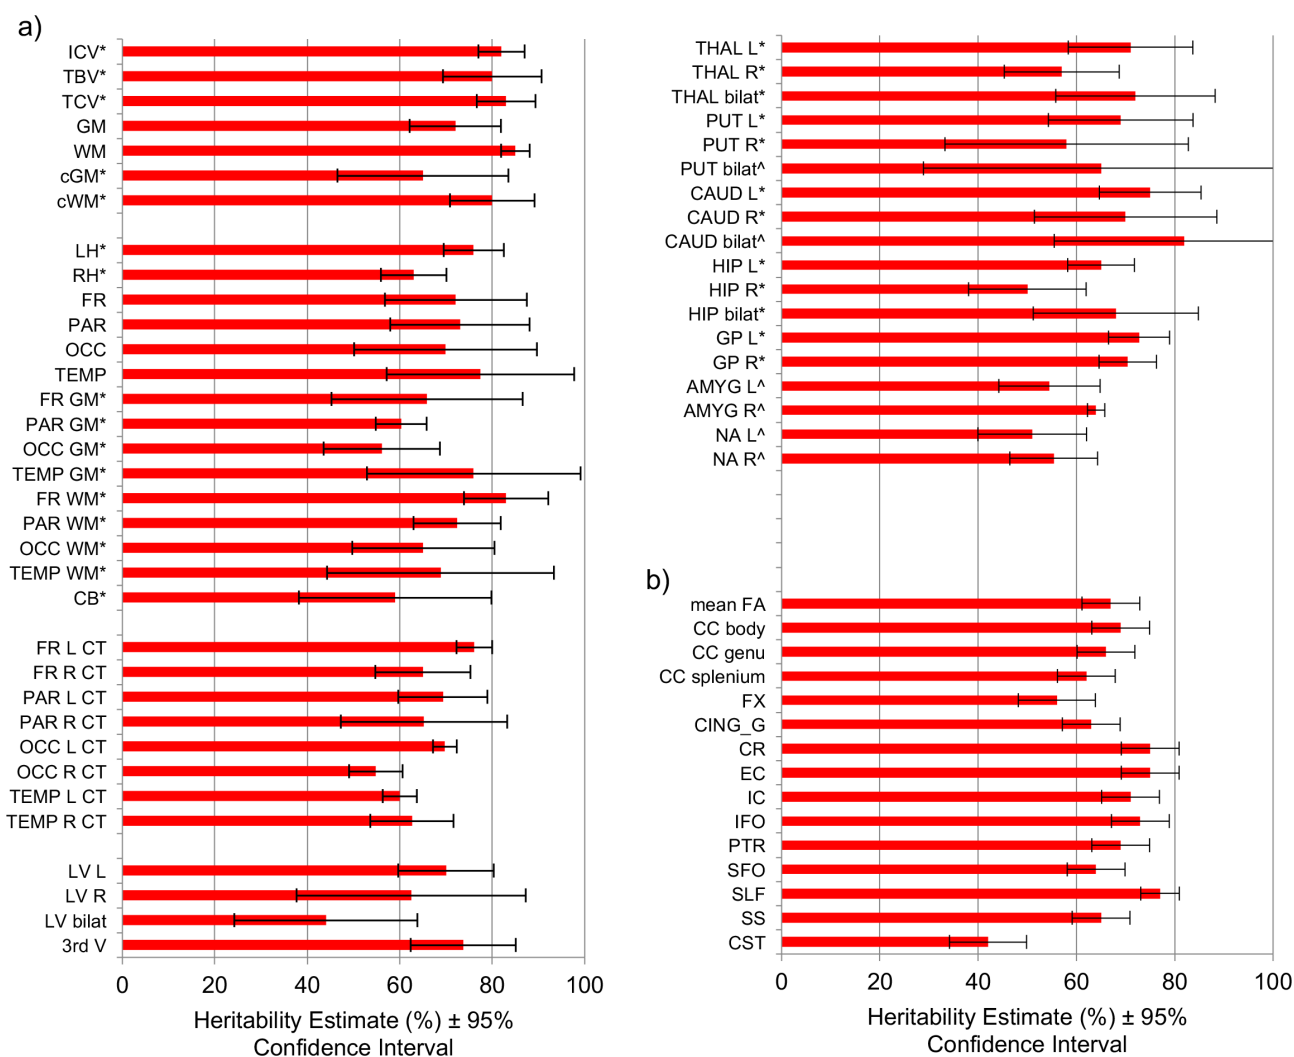 a)
ICV*
TBV*
TCV*
GM
WM
cGM*
cWM*
LH*
RH*
FR
PAR
OCC
TEMP
FR GM*
PAR GM*
OCC GM*
TEMP GM*
FR WM*
PAR WM*
OCC WM*
TEMP WM*
CB*
FR L CT
FR R CT
PAR L CT
PAR R CT
OCC L CT
OCC R CT
TEMP L CT
TEMP R CT
LV L
LV R
LV bilat
3rd V
0 20 40 60 80 100
Heritability Estimate (%) ± 95%
Confidence Interval
THAL L*
THAL R*
THAL bilat*
PUT L*
PUT R*
PUT bilat^
CAUD L*
CAUD R*
CAUD bilat^
HIP L*
HIP R*
HIP bilat*
GP L*
GP R*
AMYG L^
AMYG R^
NA L^
NA R^
b)
mean FA
CC body
CC genu
CC splenium
FX
CING_G
CR
EC
IC
IFO
PTR
SFO
SLF
SS
CST
0 20 40 60 80 100
Heritability Estimate (%) ± 95%
Confidence Interval